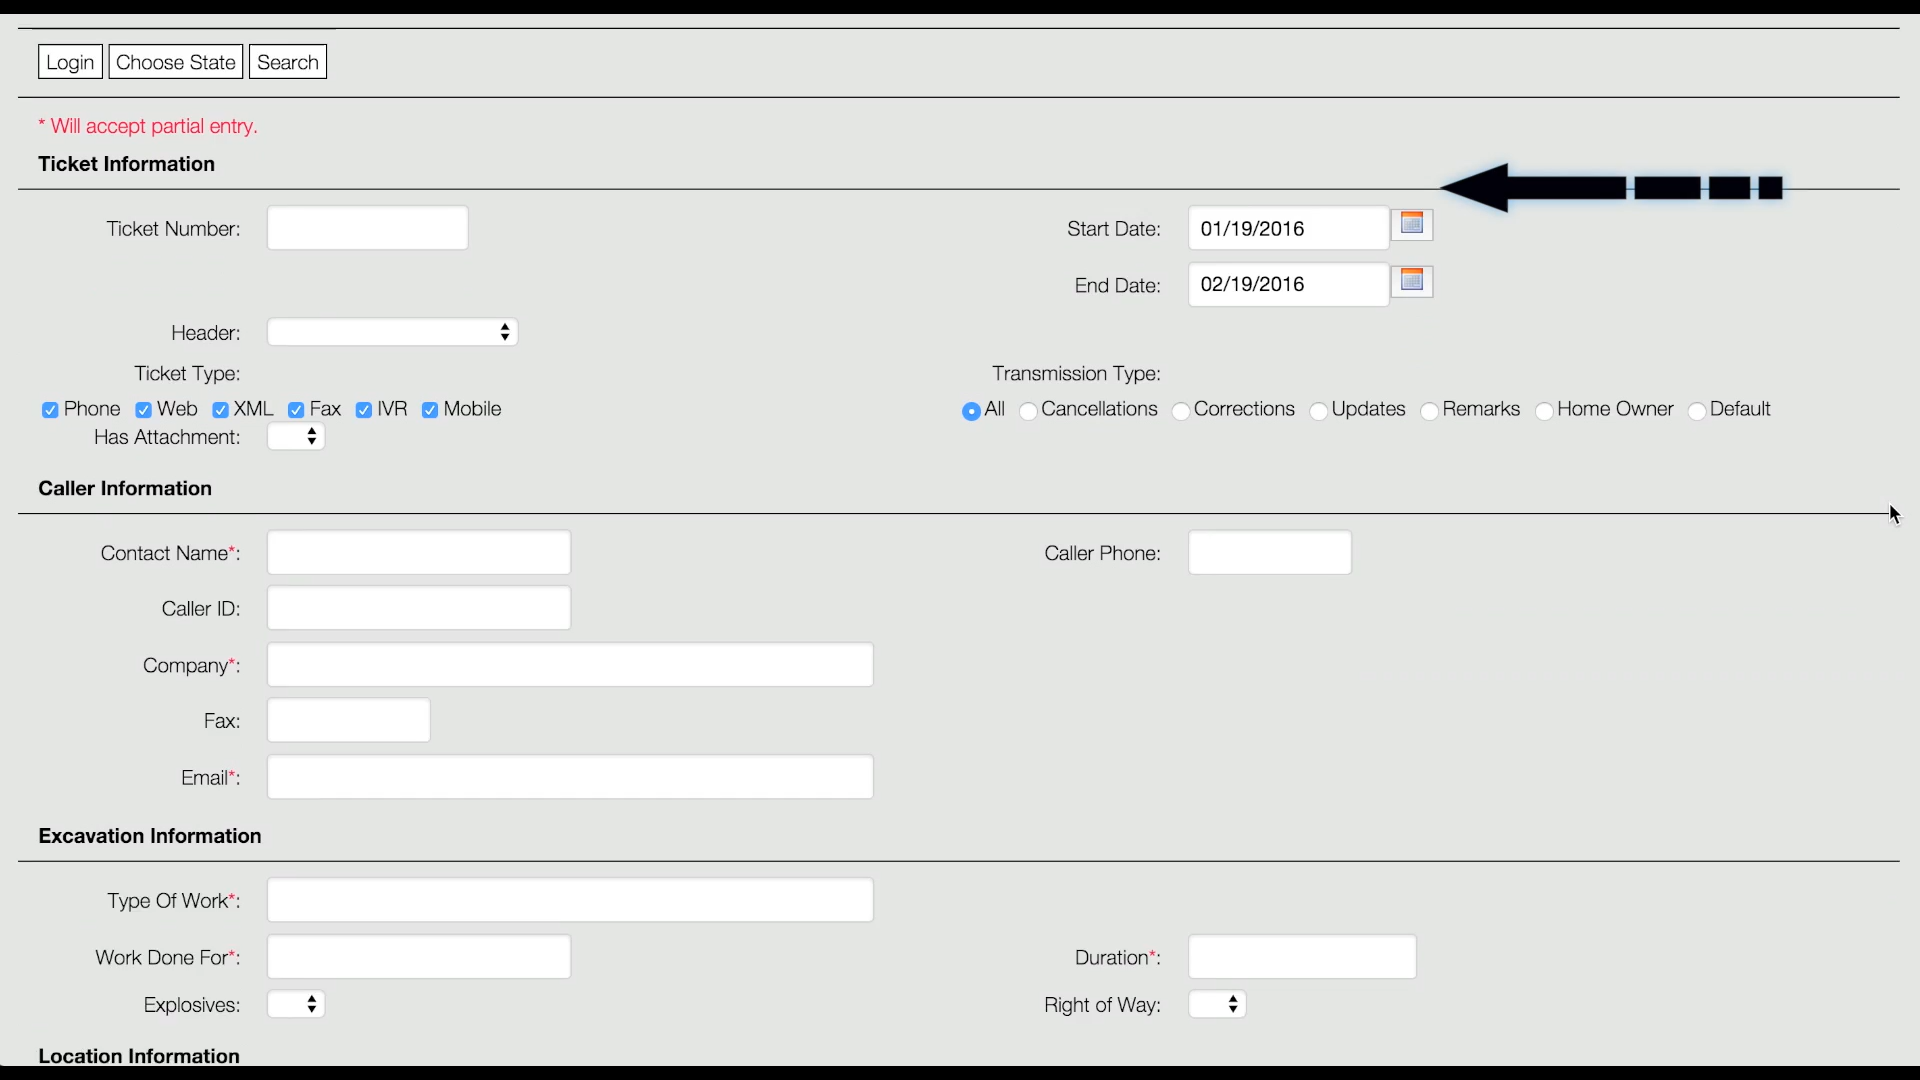 Login Choose State Search
* Will accept partial entry.
Ticket Information
Ticket Number: Start Date: 01/19/2016
End Date: 02/19/2016
Header:
Ticket Type: Transmission Type:
Phone Web XML Fax IVR Mobile All Cancellations Corrections Updates Remarks Home Owner Default
Has Attachment:
Caller Information
Contact Name*: Caller Phone:
Caller ID:
Company*:
Fax:
Email*:
Excavation Information
Type Of Work*:
Work Done For*: Duration*:
Explosives: Right of Way:
Location Information